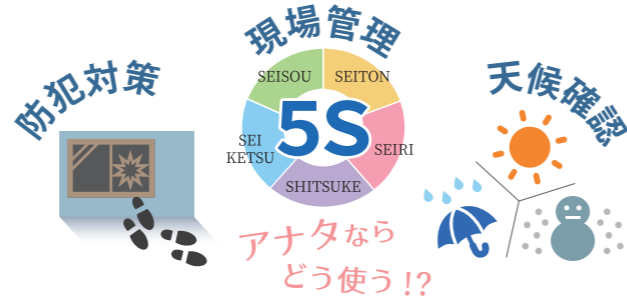 防犯対策
現場管理
SEISOU
SEITON
5S
SEI
KETSU
SEIRI
SHITSUKE
天候確認
アナタなら
どう使う!?